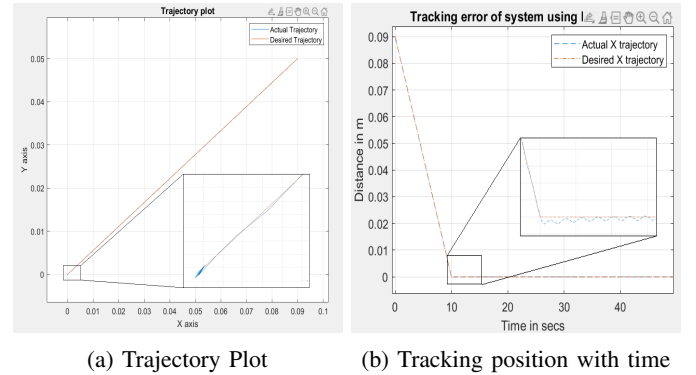 Trajectory plot
Actual Trajectory
Desired Trajectory
0.05
0.04
0.03
0.02
0.01
0
Y axis
0 0.01 0.02 0.03 0.04 0.05 0.06 0.07 0.08 0.09 0.1
X axis
(a) Trajectory Plot
Tracking error of system using
Actual X trajectory
Desired X trajectory
0.09
0.08
0.07
0.06
0.05
0.04
0.03
0.02
0.01
0
Distance in m
0 10 20 30 40
Time in secs
(b) Tracking position with time